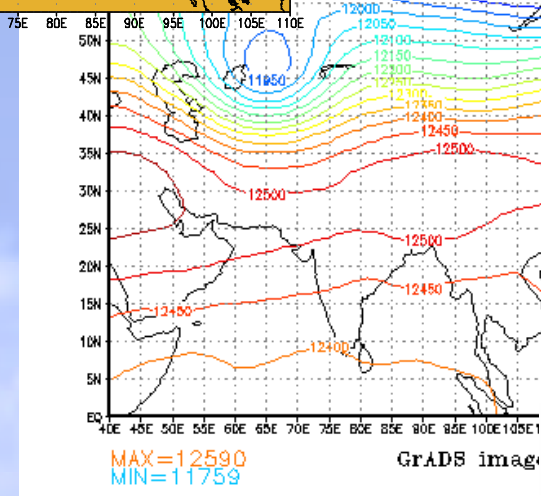 75E 80E 85E 90E 95E 100E 105E 110E
12000
12050
50N
12100
12150
45N
11950
40N
12400
35N
12450
12500
30N
12500
25N
12500
20N
12450
15N
12450
10N
12400
5N
EQ
40E 45E 50E 55E 60E 65E 70E 75E 80E 85E 90E 95E 100E 105E
MAX=12590
MIN=11759
GrADS image